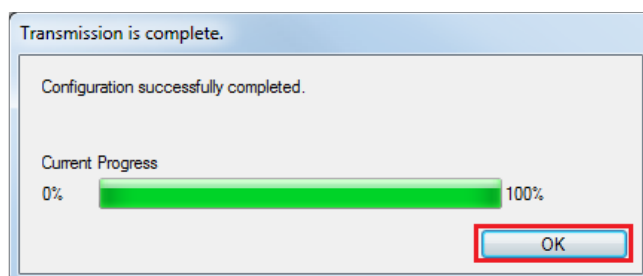 Transmission is complete.
Configuration successfully completed.
Current Progress
0% 100%
OK